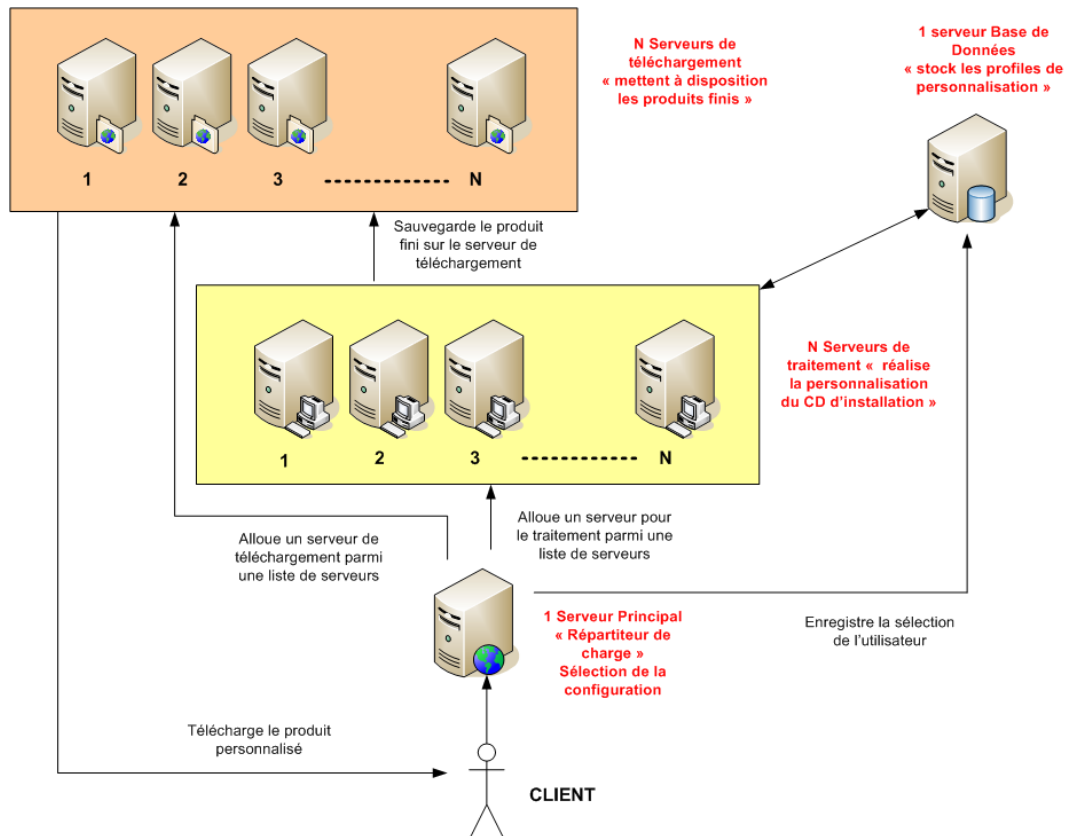 N Serveurs de
téléchargement
« mettent à disposition
les produits finis »
1 serveur Base de
Données
« stock les profiles de
personnalisation »
1
2
3
N
Sauvegarde le produit
fini sur le serveur de
téléchargement
N Serveurs de
traitement « réalise
la personnalisation
du CD d'installation »
1
2
3
N
Alloue un serveur de
téléchargement parmi
une liste de serveurs
Alloue un serveur pour
le traitement parmi une
liste de serveurs
1 Serveur Principal
« Répartiteur de
charge »
Sélection de la
configuration
Enregistre la sélection
de l'utilisateur
Télécharge le produit
personnalisé
CLIENT